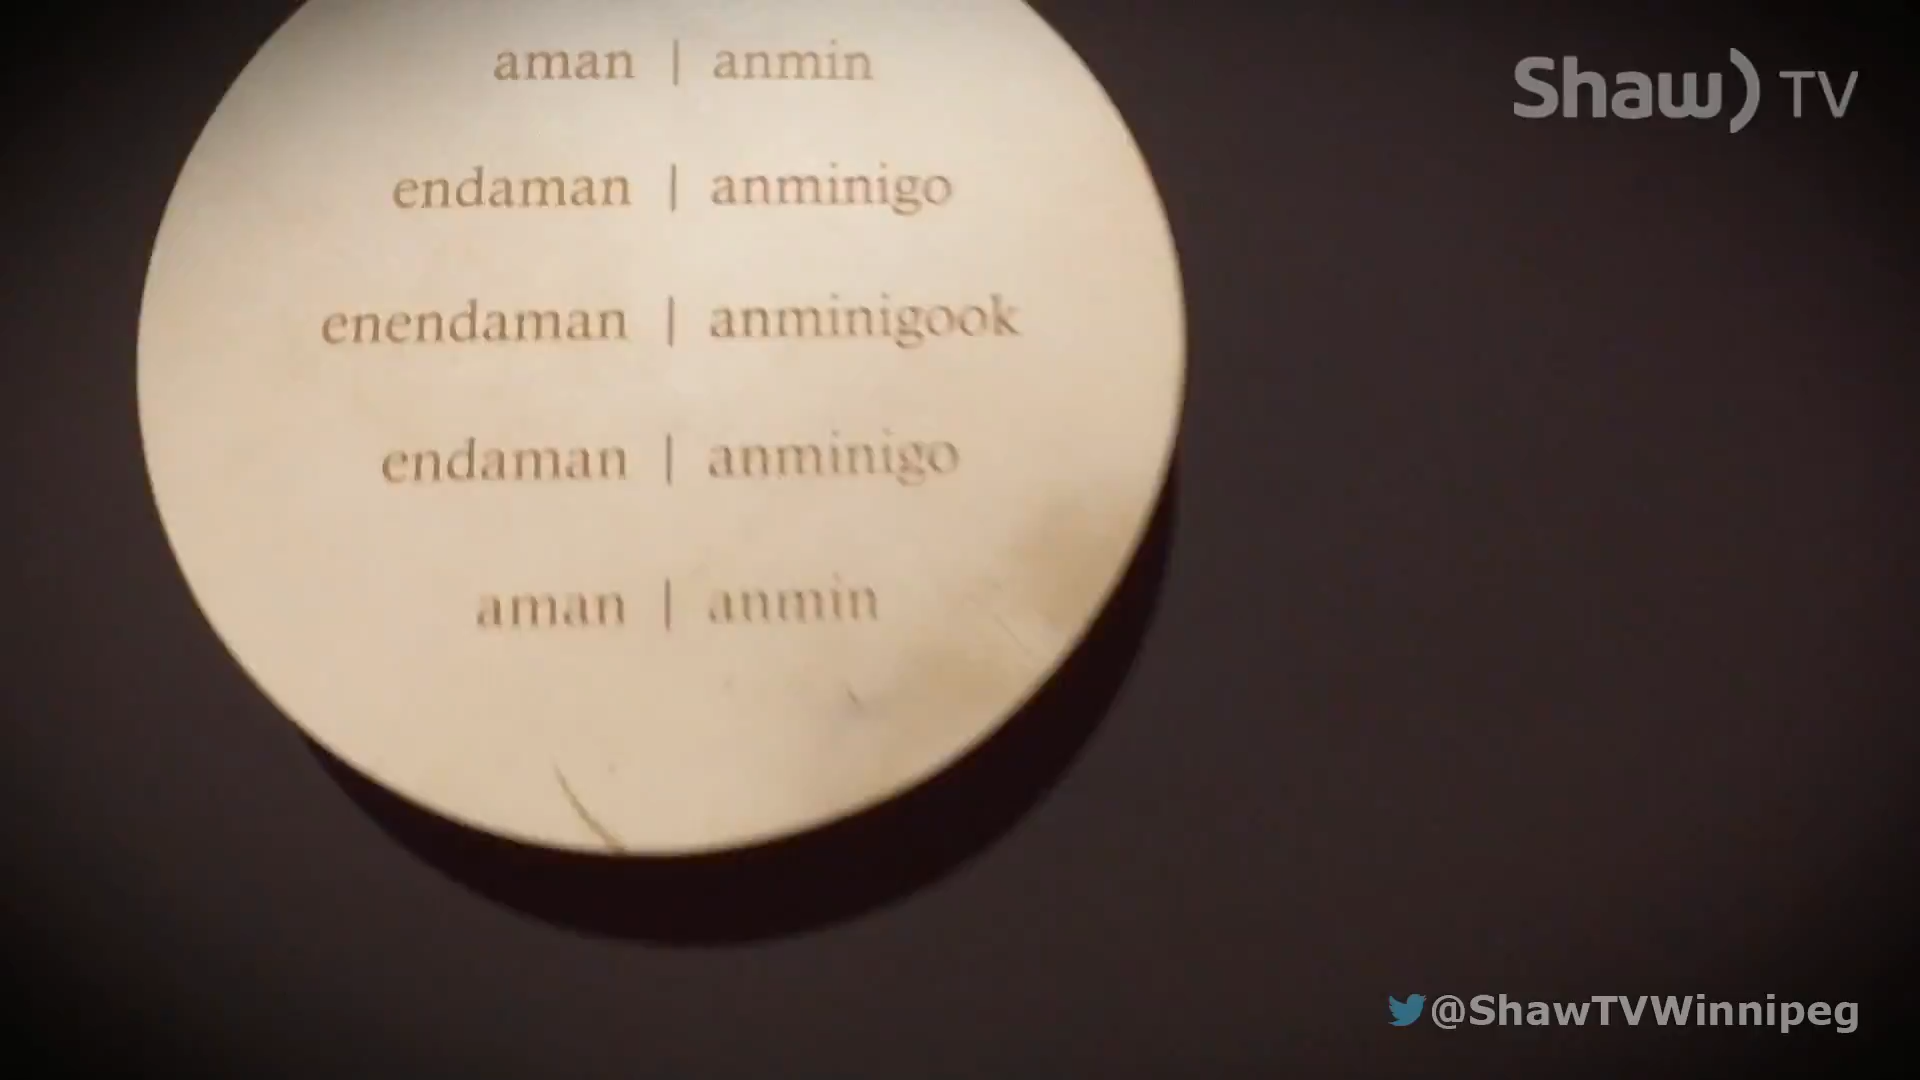 aman | anmin
Shaw) TV
endaman | anminigo
enendaman | anminigook
endaman | anminigo
aman | anmin
@ShawTVWinnipeg